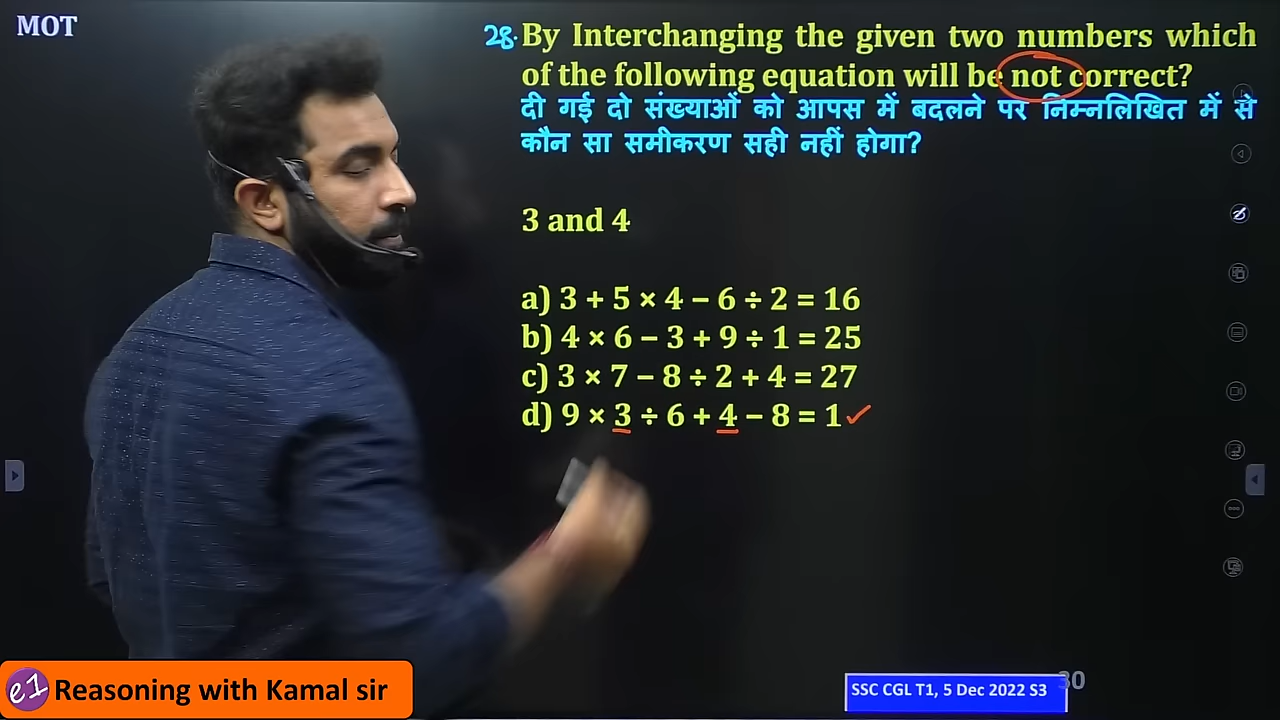 MOT
28. By Interchanging the given two numbers which
of the following equation will be not correct?
दी गई दो संख्याओं को आपस में बदलने पर निम्नलिखित में से
कौन सा समीकरण सही नहीं होगा?
3 and 4
a) 3 + 5 × 4 – 6 ÷ 2 = 16
b) 4 × 6 – 3 + 9 ÷ 1 = 25
c) 3 × 7 – 8 ÷ 2 + 4 = 27
d) 9 × 3 ÷ 6 + 4 – 8 = 1 ✓
e1 Reasoning with Kamal sir
SSC CGL T1, 5 Dec 2022 S3
30